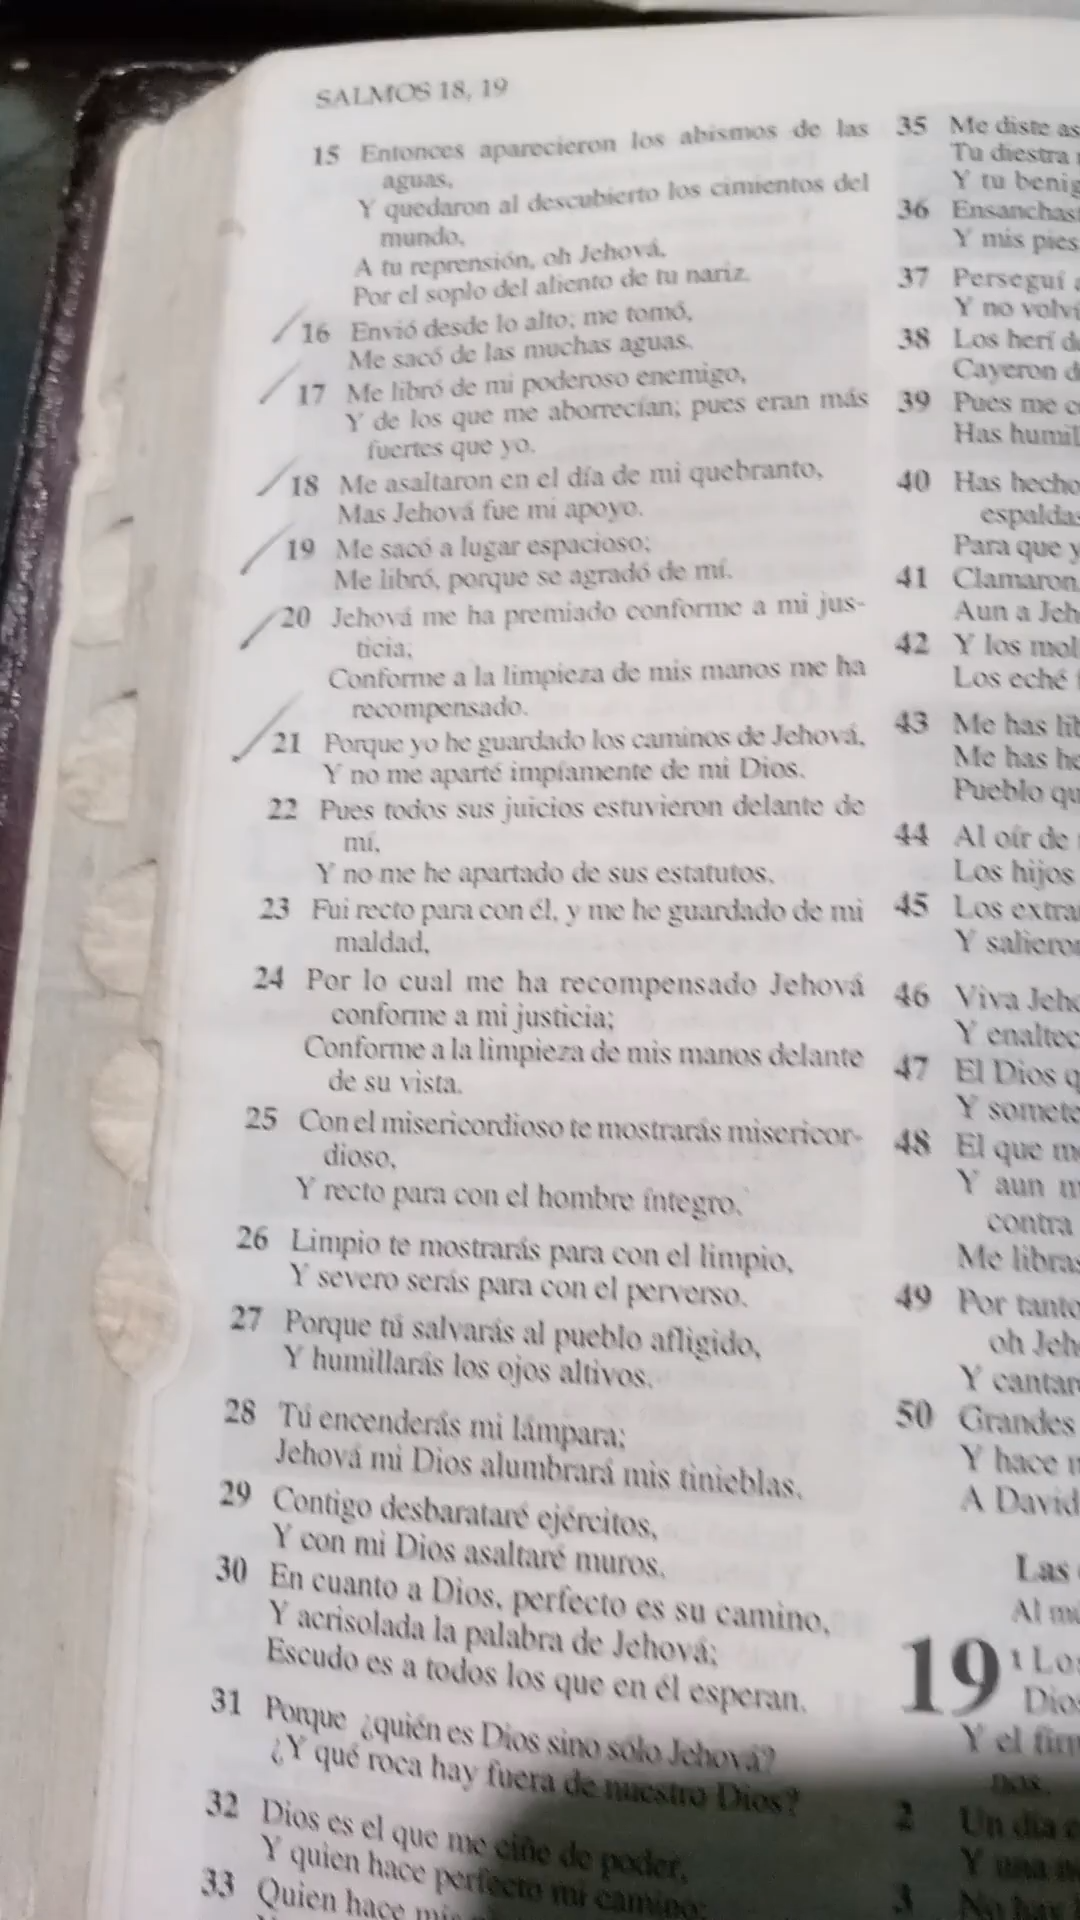 SALMOS 18, 19
15 Entonces aparecieron los abismos de las
aguas,
Y quedaron al descubierto los cimientos del
mundo,
A tu reprensión, oh Jehová,
Por el soplo del aliento de tu nariz.
16 Envió desde lo alto; me tomó,
Me sacó de las muchas aguas.
17 Me libró de mi poderoso enemigo,
Y de los que me aborrecían; pues eran más
fuertes que yo.
18 Me asaltaron en el día de mi quebranto,
Mas Jehová fue mi apoyo.
19 Me sacó a lugar espacioso;
Me libró, porque se agradó de mí.
20 Jehová me ha premiado conforme a mi jus-
ticia;
Conforme a la limpieza de mis manos me ha
recompensado.
21 Porque yo he guardado los caminos de Jehová,
Y no me aparté impíamente de mi Dios.
22 Pues todos sus juicios estuvieron delante de
mí,
Y no me he apartado de sus estatutos.
23 Fui recto para con él, y me he guardado de mi
maldad,
24 Por lo cual me ha recompensado Jehová
conforme a mi justicia;
Conforme a la limpieza de mis manos delante
de su vista.
25 Con el misericordioso te mostrarás misericor-
dioso,
Y recto para con el hombre íntegro.
26 Limpio te mostrarás para con el limpio,
Y severo serás para con el perverso.
27 Porque tú salvarás al pueblo afligido,
Y humillarás los ojos altivos.
28 Tú encenderás mi lámpara;
Jehová mi Dios alumbrará mis tinieblas.
29 Contigo desbarataré ejércitos,
Y con mi Dios asaltaré muros.
30 En cuanto a Dios, perfecto es su camino,
Y acrisolada la palabra de Jehová;
Escudo es a todos los que en él esperan.
31 Porque ¿quién es Dios sino sólo Jehová?
¿Y qué roca hay fuera de nuestro Dios?
32 Dios es el que me ciñe de poder,
Y quien hace perfecto mi camino;
33 Quien hace
35 Me diste
Tu diestra
Y tu
36
Y mis pies
37 Perseguí
Y no
38 Los herí
Cayeron
39 Pues me
Has
40 Has hecho
espaldas
Para que
41 Clamaron
Aun a
42 Y los
Los eché
43 Me has
Me has
Pueblo
44 Al oír de
Los hijos
45 Los
Y
46 Viva
Y
47 El Dios
Y
48 El que
Y aun
contra
Me
49 Por tanto
oh
Y
50 Grandes
Y hace
A David
Las
Al
19 1
Y el
nos.
2 Un día
Y una
3 No hay